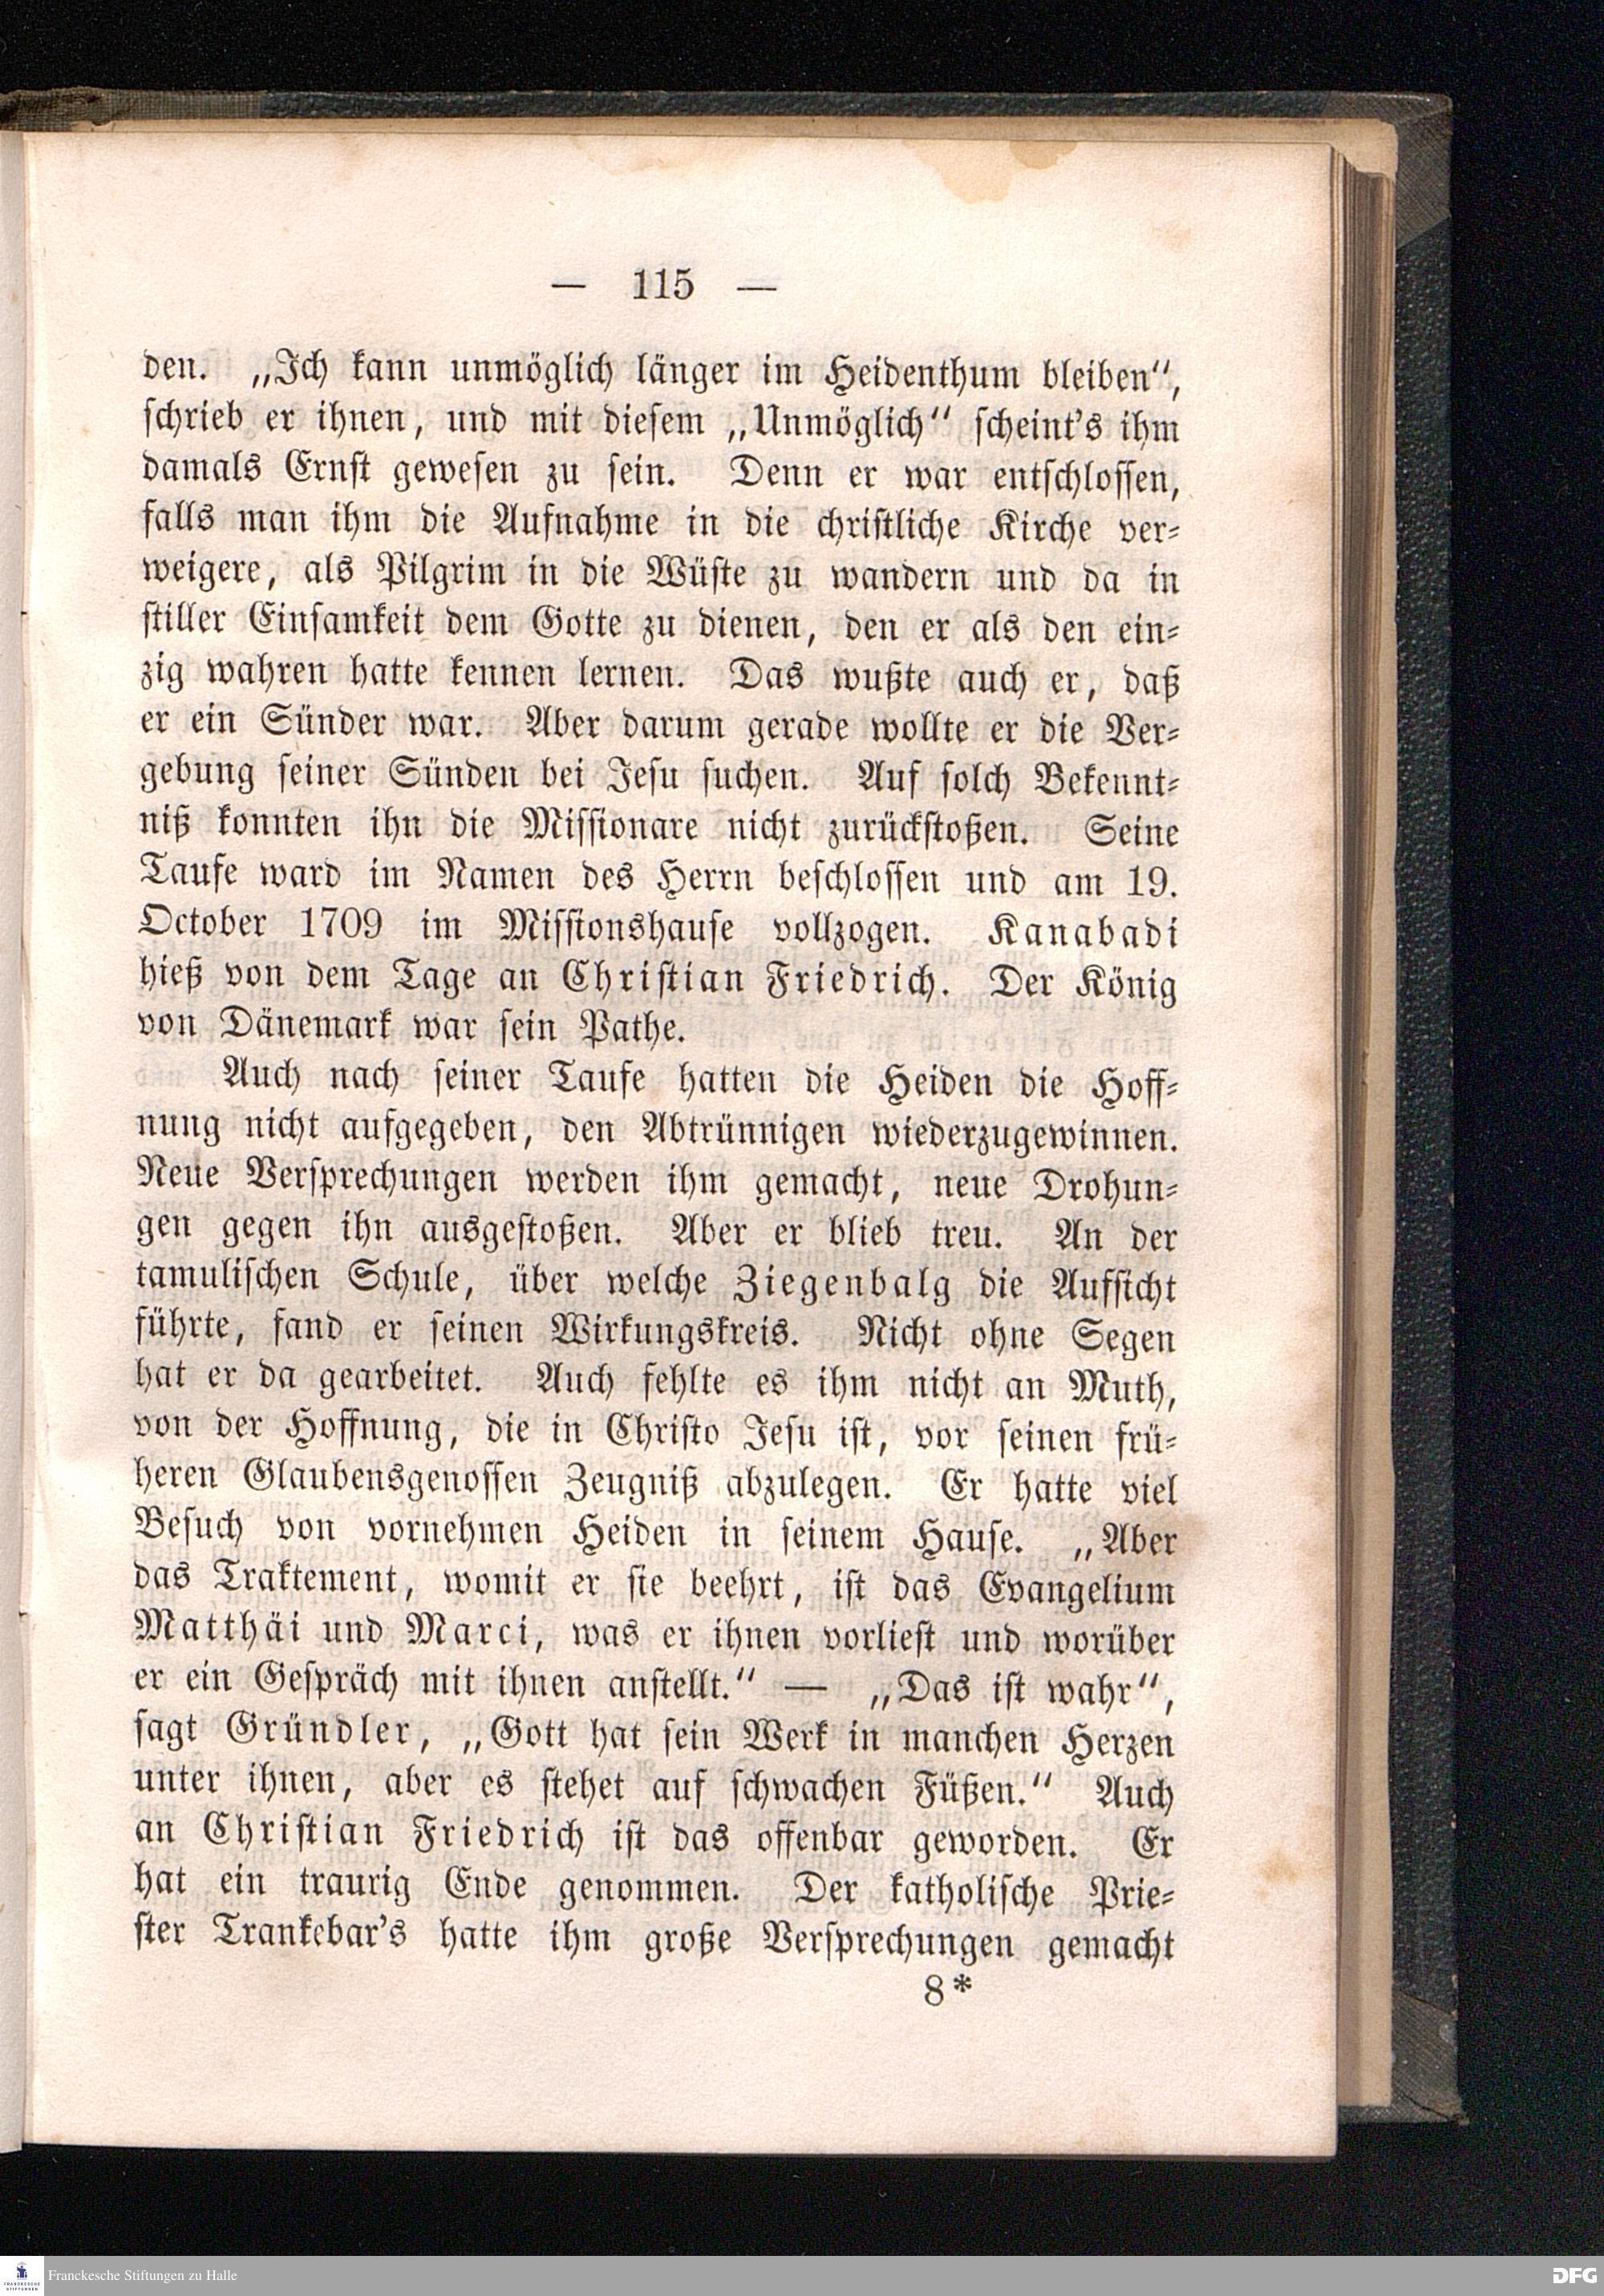 — 115 —
den. „Ich kann unmöglich länger im Heidenthum bleiben“,
schrieb er ihnen, und mit diesem „Unmöglich“ scheint's ihm
damals Ernst gewesen zu sein. Denn er war entschlossen,
falls man ihm die Aufnahme in die christliche Kirche ver-
weigere, als Pilgrim in die Wüste zu wandern und da in
stiller Einsamkeit dem Gotte zu dienen, den er als den ein-
zig wahren hatte kennen lernen. Das wußte auch er, daß
er ein Sünder war. Aber darum gerade wollte er die Ver-
gebung seiner Sünden bei Jesu suchen. Auf solch Bekennt-
niß konnten ihn die Missionare nicht zurückstoßen. Seine
Taufe ward im Namen des Herrn beschlossen und am 19.
October 1709 im Missionshause vollzogen. Kanabadi
hieß von dem Tage an Christian Friedrich. Der König
von Dänemark war sein Pathe.
Auch nach seiner Taufe hatten die Heiden die Hoff-
nung nicht aufgegeben, den Abtrünnigen wiederzugewinnen.
Neue Versprechungen werden ihm gemacht, neue Drohun-
gen gegen ihn ausgestoßen. Aber er blieb treu. An der
tamulischen Schule, über welche Ziegenbalg die Aufsicht
führte, fand er seinen Wirkungskreis. Nicht ohne Segen
hat er da gearbeitet. Auch fehlte es ihm nicht an Muth,
von der Hoffnung, die in Christo Jesu ist, vor seinen frü-
heren Glaubensgenossen Zeugniß abzulegen. Er hatte viel
Besuch von vornehmen Heiden in seinem Hause. „Aber
das Traktement, womit er sie beehrt, ist das Evangelium
Matthäi und Marci, was er ihnen vorliest und worüber
er ein Gespräch mit ihnen anstellt.“ — „Das ist wahr“,
sagt Gründler, „Gott hat sein Werk in manchen Herzen
unter ihnen, aber es stehet auf schwachen Füßen.“ Auch
an Christian Friedrich ist das offenbar geworden. Er
hat ein traurig Ende genommen. Der katholische Prie-
ster Trankebar's hatte ihm große Versprechungen gemacht
8*
FRANCKESCHE
STIFTUNGEN
Franckesche Stiftungen zu Halle
DFG